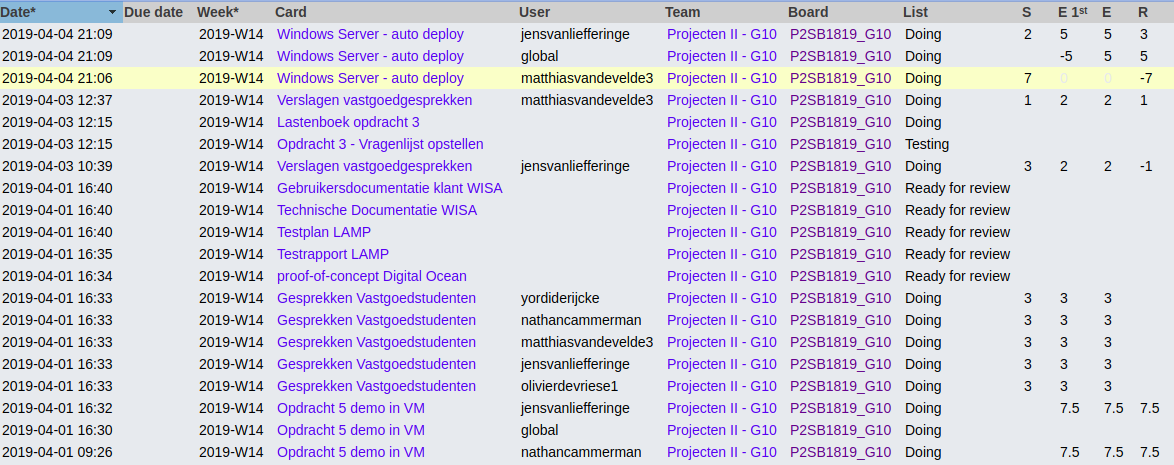 Date* Due date Week* Card User Team Board List S E 1st E R
2019-04-04 21:09 2019-W14 Windows Server - auto deploy jensvanliefferinge Projecten II - G10 P2SB1819_G10 Doing 2 5 5 3
2019-04-04 21:09 2019-W14 Windows Server - auto deploy global Projecten II - G10 P2SB1819_G10 Doing -5 5 5
2019-04-04 21:06 2019-W14 Windows Server - auto deploy matthiasvandevelde3 Projecten II - G10 P2SB1819_G10 Doing 7 0 0 -7
2019-04-03 12:37 2019-W14 Verslagen vastgoedgesprekken matthiasvandevelde3 Projecten II - G10 P2SB1819_G10 Doing 1 2 2 1
2019-04-03 12:15 2019-W14 Lastenboek opdracht 3 Projecten II - G10 P2SB1819_G10 Doing
2019-04-03 12:15 2019-W14 Opdracht 3 - Vragenlijst opstellen Projecten II - G10 P2SB1819_G10 Testing
2019-04-03 10:39 2019-W14 Verslagen vastgoedgesprekken jensvanliefferinge Projecten II - G10 P2SB1819_G10 Doing 3 2 2 -1
2019-04-01 16:40 2019-W14 Gebruikersdocumentatie klant WISA Projecten II - G10 P2SB1819_G10 Ready for review
2019-04-01 16:40 2019-W14 Technische Documentatie WISA Projecten II - G10 P2SB1819_G10 Ready for review
2019-04-01 16:40 2019-W14 Testplan LAMP Projecten II - G10 P2SB1819_G10 Ready for review
2019-04-01 16:35 2019-W14 Testrapport LAMP Projecten II - G10 P2SB1819_G10 Ready for review
2019-04-01 16:34 2019-W14 proof-of-concept Digital Ocean Projecten II - G10 P2SB1819_G10 Ready for review
2019-04-01 16:33 2019-W14 Gesprekken Vastgoedstudenten yordiderijcke Projecten II - G10 P2SB1819_G10 Doing 3 3 3
2019-04-01 16:33 2019-W14 Gesprekken Vastgoedstudenten nathancammerman Projecten II - G10 P2SB1819_G10 Doing 3 3 3
2019-04-01 16:33 2019-W14 Gesprekken Vastgoedstudenten matthiasvandevelde3 Projecten II - G10 P2SB1819_G10 Doing 3 3 3
2019-04-01 16:33 2019-W14 Gesprekken Vastgoedstudenten jensvanliefferinge Projecten II - G10 P2SB1819_G10 Doing 3 3 3
2019-04-01 16:33 2019-W14 Gesprekken Vastgoedstudenten olivierdevriese1 Projecten II - G10 P2SB1819_G10 Doing 3 3 3
2019-04-01 16:32 2019-W14 Opdracht 5 demo in VM jensvanliefferinge Projecten II - G10 P2SB1819_G10 Doing 7.5 7.5 7.5
2019-04-01 16:30 2019-W14 Opdracht 5 demo in VM global Projecten II - G10 P2SB1819_G10 Doing
2019-04-01 09:26 2019-W14 Opdracht 5 demo in VM nathancammerman Projecten II - G10 P2SB1819_G10 Doing 7.5 7.5 7.5